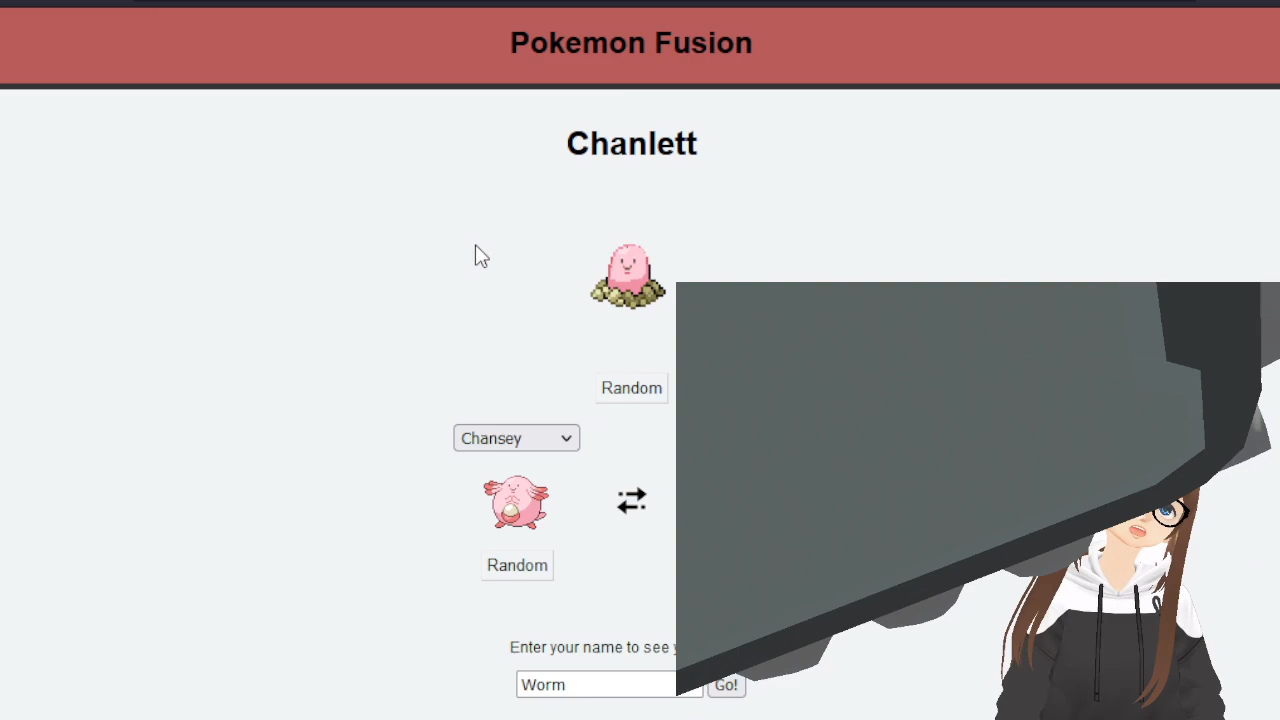 Pokemon Fusion
Chanlett
Random
Chansey
Random
Enter your name to see
Worm
Go!